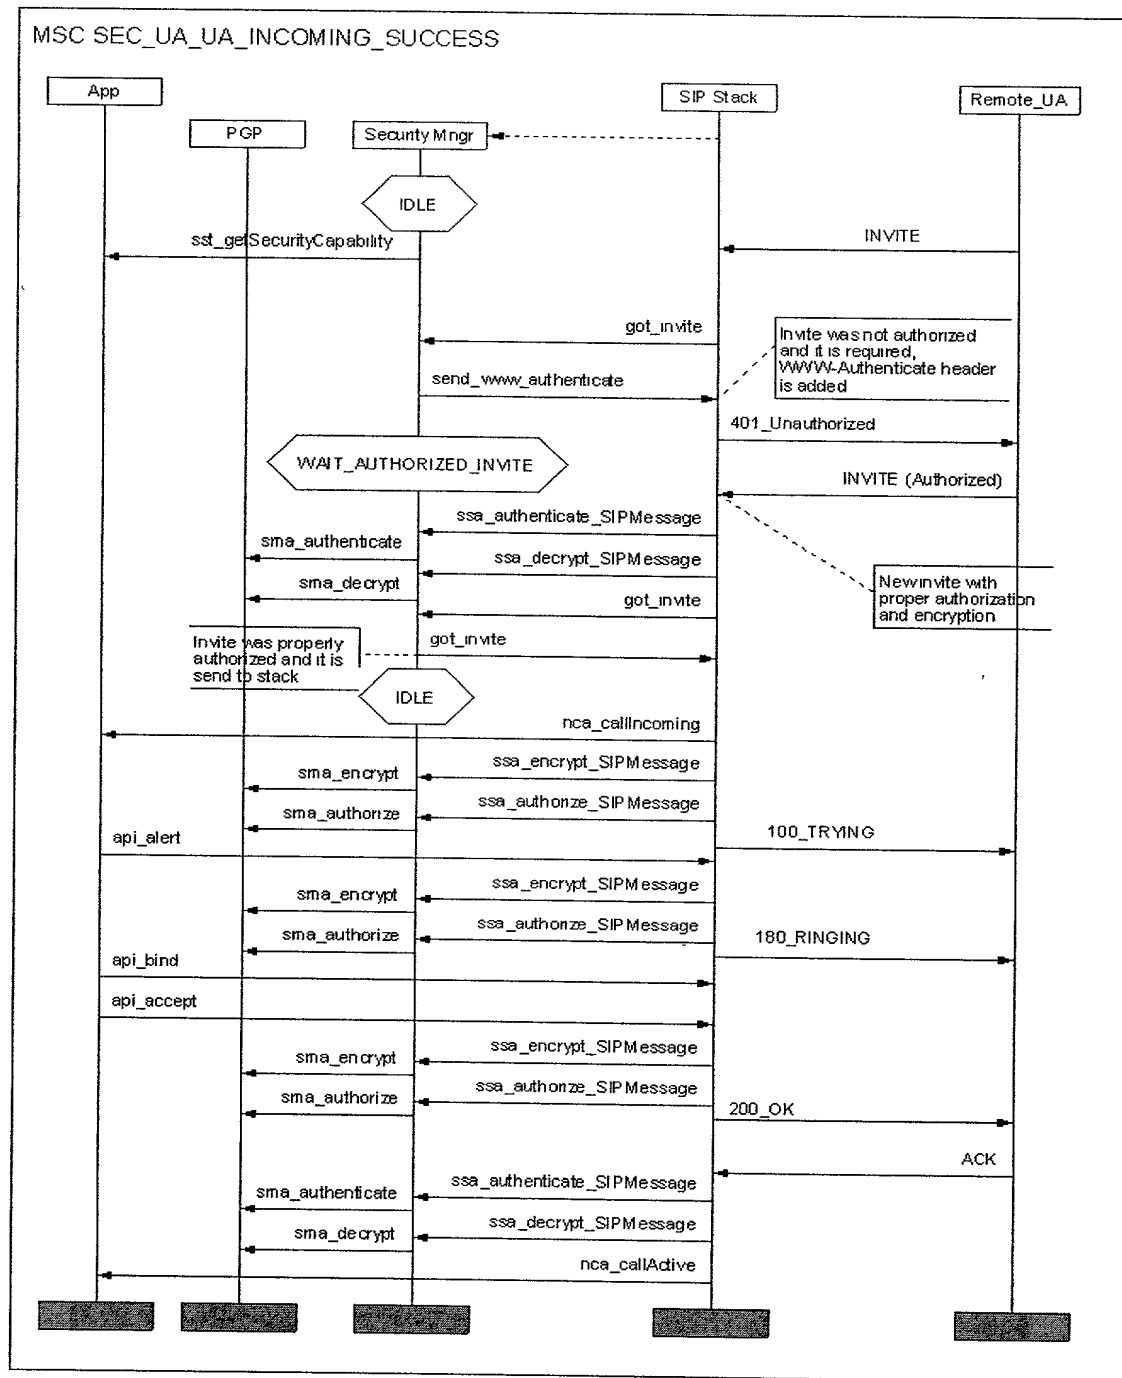 MSC SEC_UA_UA_INCOMING_SUCCESS
App
SIP Stack
Remote_UA
PGP
Security Mngr
IDLE
sst_getSecurityCapability
INVITE
got_invite
Invite was not authorized
and it is required,
WWW-Authenticate header
is added
send_www_authenticate
401_Unauthorized
WAIT_AUTHORIZED_INVITE
INVITE (Authorized)
ssa_authenticate_SIPMessage
sma_authenticate
ssa_decrypt_SIPMessage
sma_decrypt
New invite with
proper authorization
and encryption
got_invite
Invite was properly
authorized and it is
send to stack
got_invite
IDLE
nca_callIncoming
ssa_encrypt_SIPMessage
sma_encrypt
ssa_authorize_SIPMessage
sma_authorize
api_alert
100_TRYING
ssa_encrypt_SIPMessage
sma_encrypt
ssa_authorize_SIPMessage
sma_authorize
180_RINGING
api_bind
api_accept
ssa_encrypt_SIPMessage
sma_encrypt
ssa_authorize_SIPMessage
sma_authorize
200_OK
ACK
ssa_authenticate_SIPMessage
sma_authenticate
ssa_decrypt_SIPMessage
sma_decrypt
nca_callActive